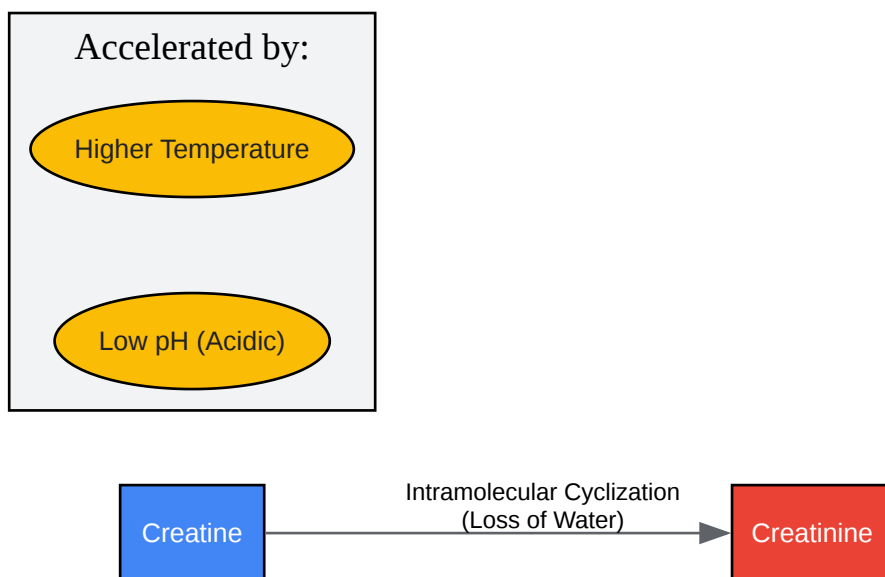 Accelerated by:
Higher Temperature
Low pH (Acidic)
Intramolecular Cyclization
(Loss of Water)
Creatine
Creatinine